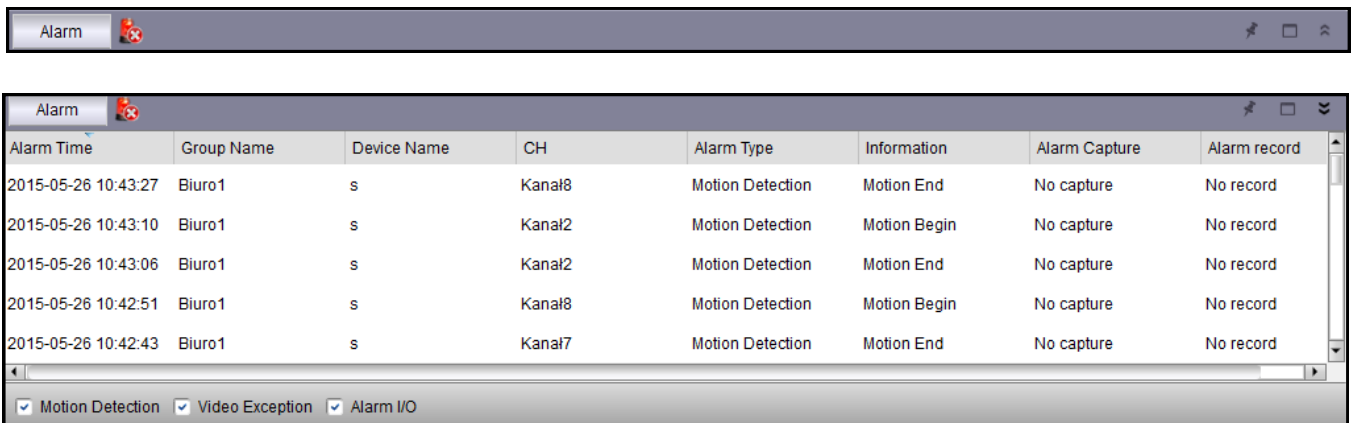 Alarm
Alarm
Alarm Time Group Name Device Name CH Alarm Type Information Alarm Capture Alarm record
2015-05-26 10:43:27 Biuro1 s Kanał8 Motion Detection Motion End No capture No record
2015-05-26 10:43:10 Biuro1 s Kanał2 Motion Detection Motion Begin No capture No record
2015-05-26 10:43:06 Biuro1 s Kanał2 Motion Detection Motion End No capture No record
2015-05-26 10:42:51 Biuro1 s Kanał8 Motion Detection Motion Begin No capture No record
2015-05-26 10:42:43 Biuro1 s Kanał7 Motion Detection Motion End No capture No record
Motion Detection Video Exception Alarm I/O